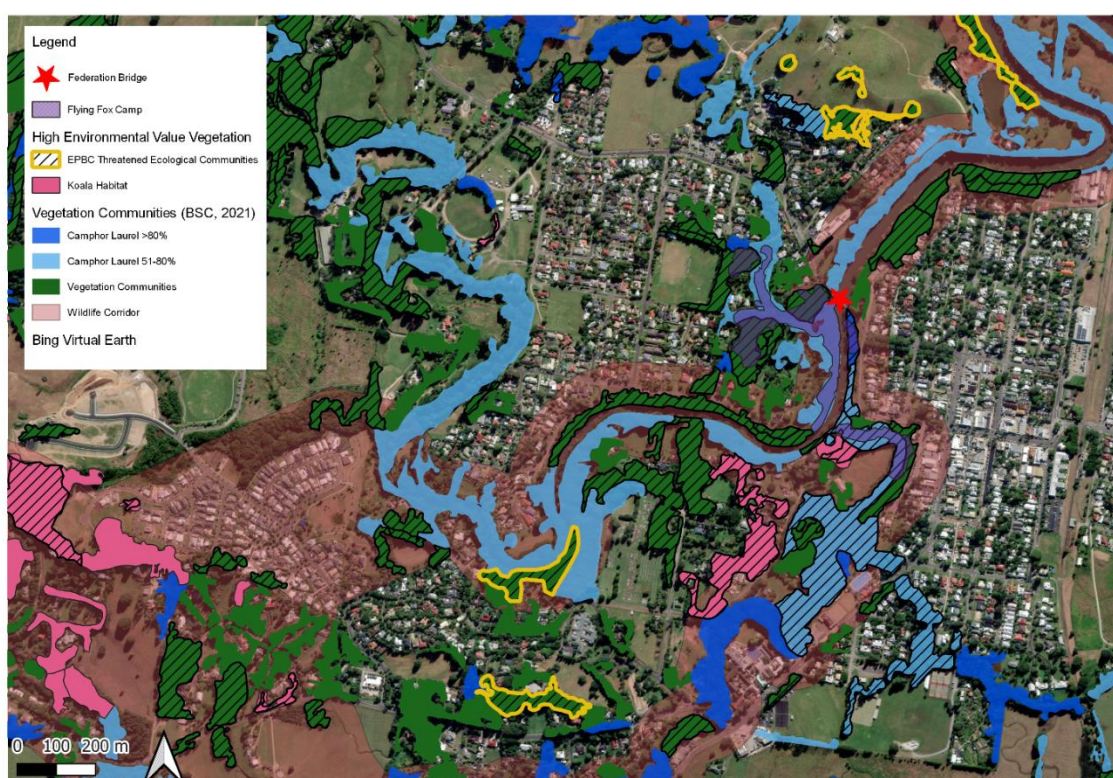 Legend
Federation Bridge
Flying Fox Camp
High Environmental Value Vegetation
EPBC Threatened Ecological Communities
Koala Habitat
Vegetation Communities (BSC, 2021)
Camphor Laurel >80%
Camphor Laurel 51-80%
Vegetation Communities
Wildlife Corridor
Bing Virtual Earth
0 100 200 m